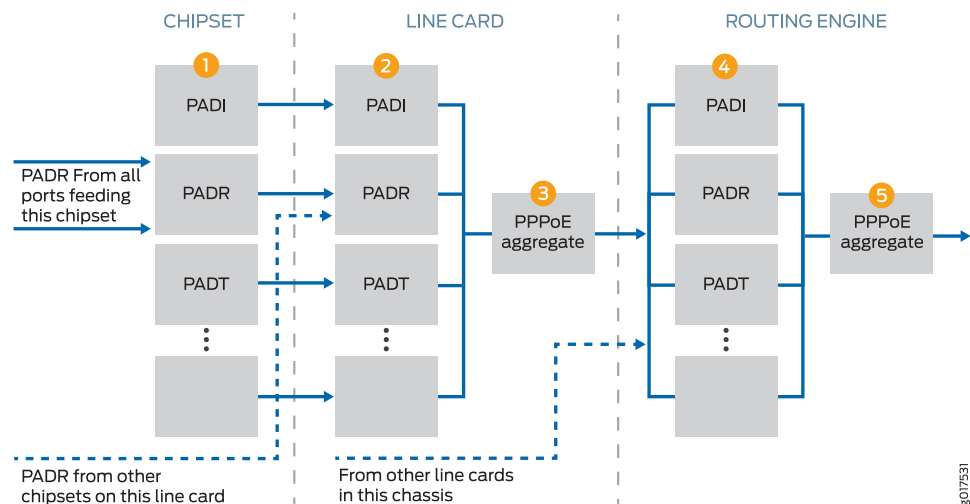 CHIPSET
LINE CARD
ROUTING ENGINE
1
2
4
PADI
PADI
PADI
PADR From all
ports feeding
this chipset
PADR
PADR
PADR
3
5
PPPoE
aggregate
PPPoE
aggregate
PADT
PADT
PADT
PADR from other
chipsets on this line card
From other line cards
in this chassis
g017531